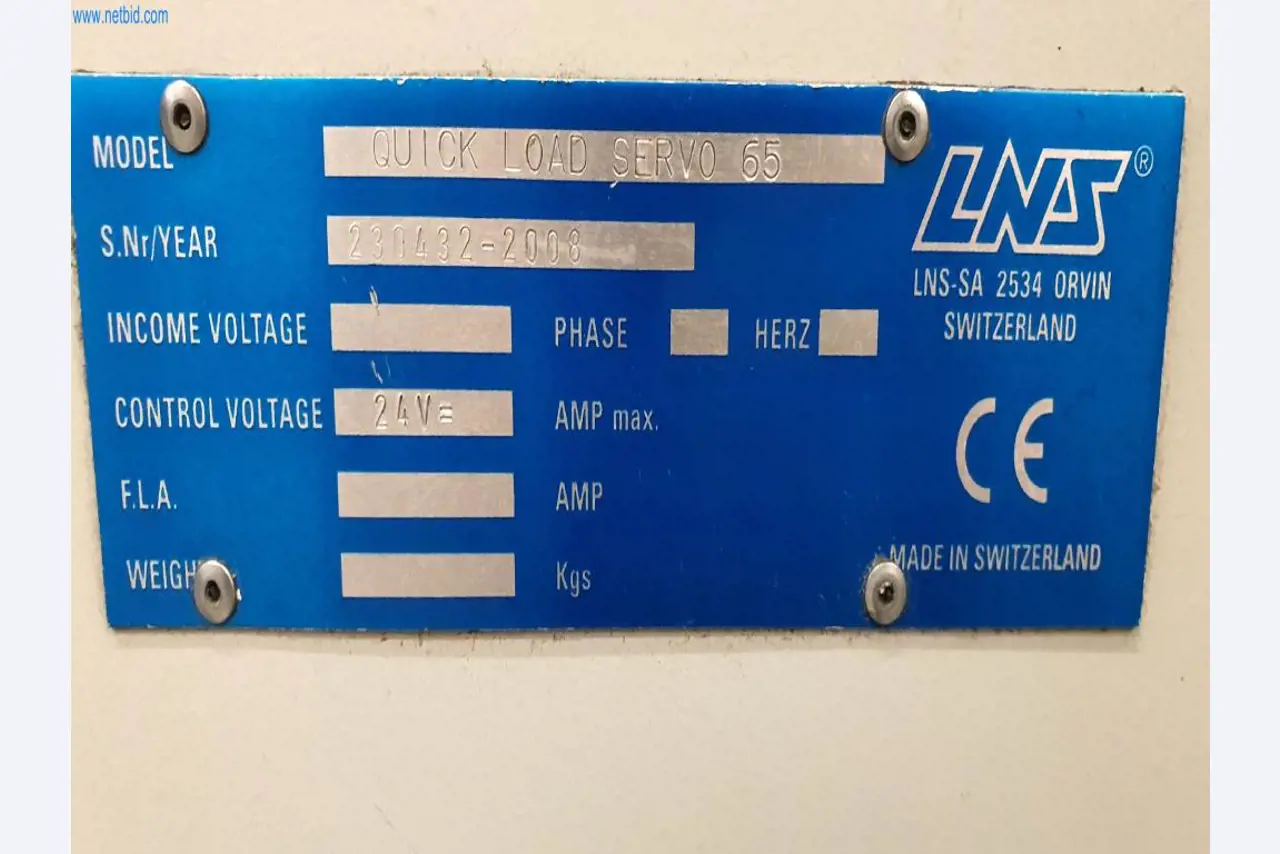 www.netbid.com
MODEL QUICK LOAD SERVO 65
S.Nr/YEAR 230432-2008
INCOME VOLTAGE PHASE HERZ
CONTROL VOLTAGE 24V= AMP max.
F.L.A. AMP
WEIGH Kgs
LNS®
LNS-SA 2534 ORVIN
SWITZERLAND
CE
MADE IN SWITZERLAND